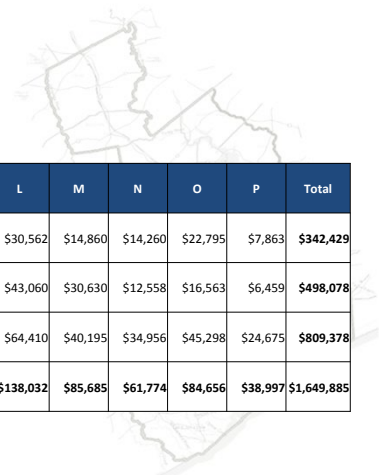 L M N O P Total
$30,562 $14,860 $14,260 $22,795 $7,863 $342,429
$43,060 $30,630 $12,558 $16,563 $6,459 $498,078
$64,410 $40,195 $34,956 $45,298 $24,675 $809,378
$138,032 $85,685 $61,774 $84,656 $38,997 $1,649,885